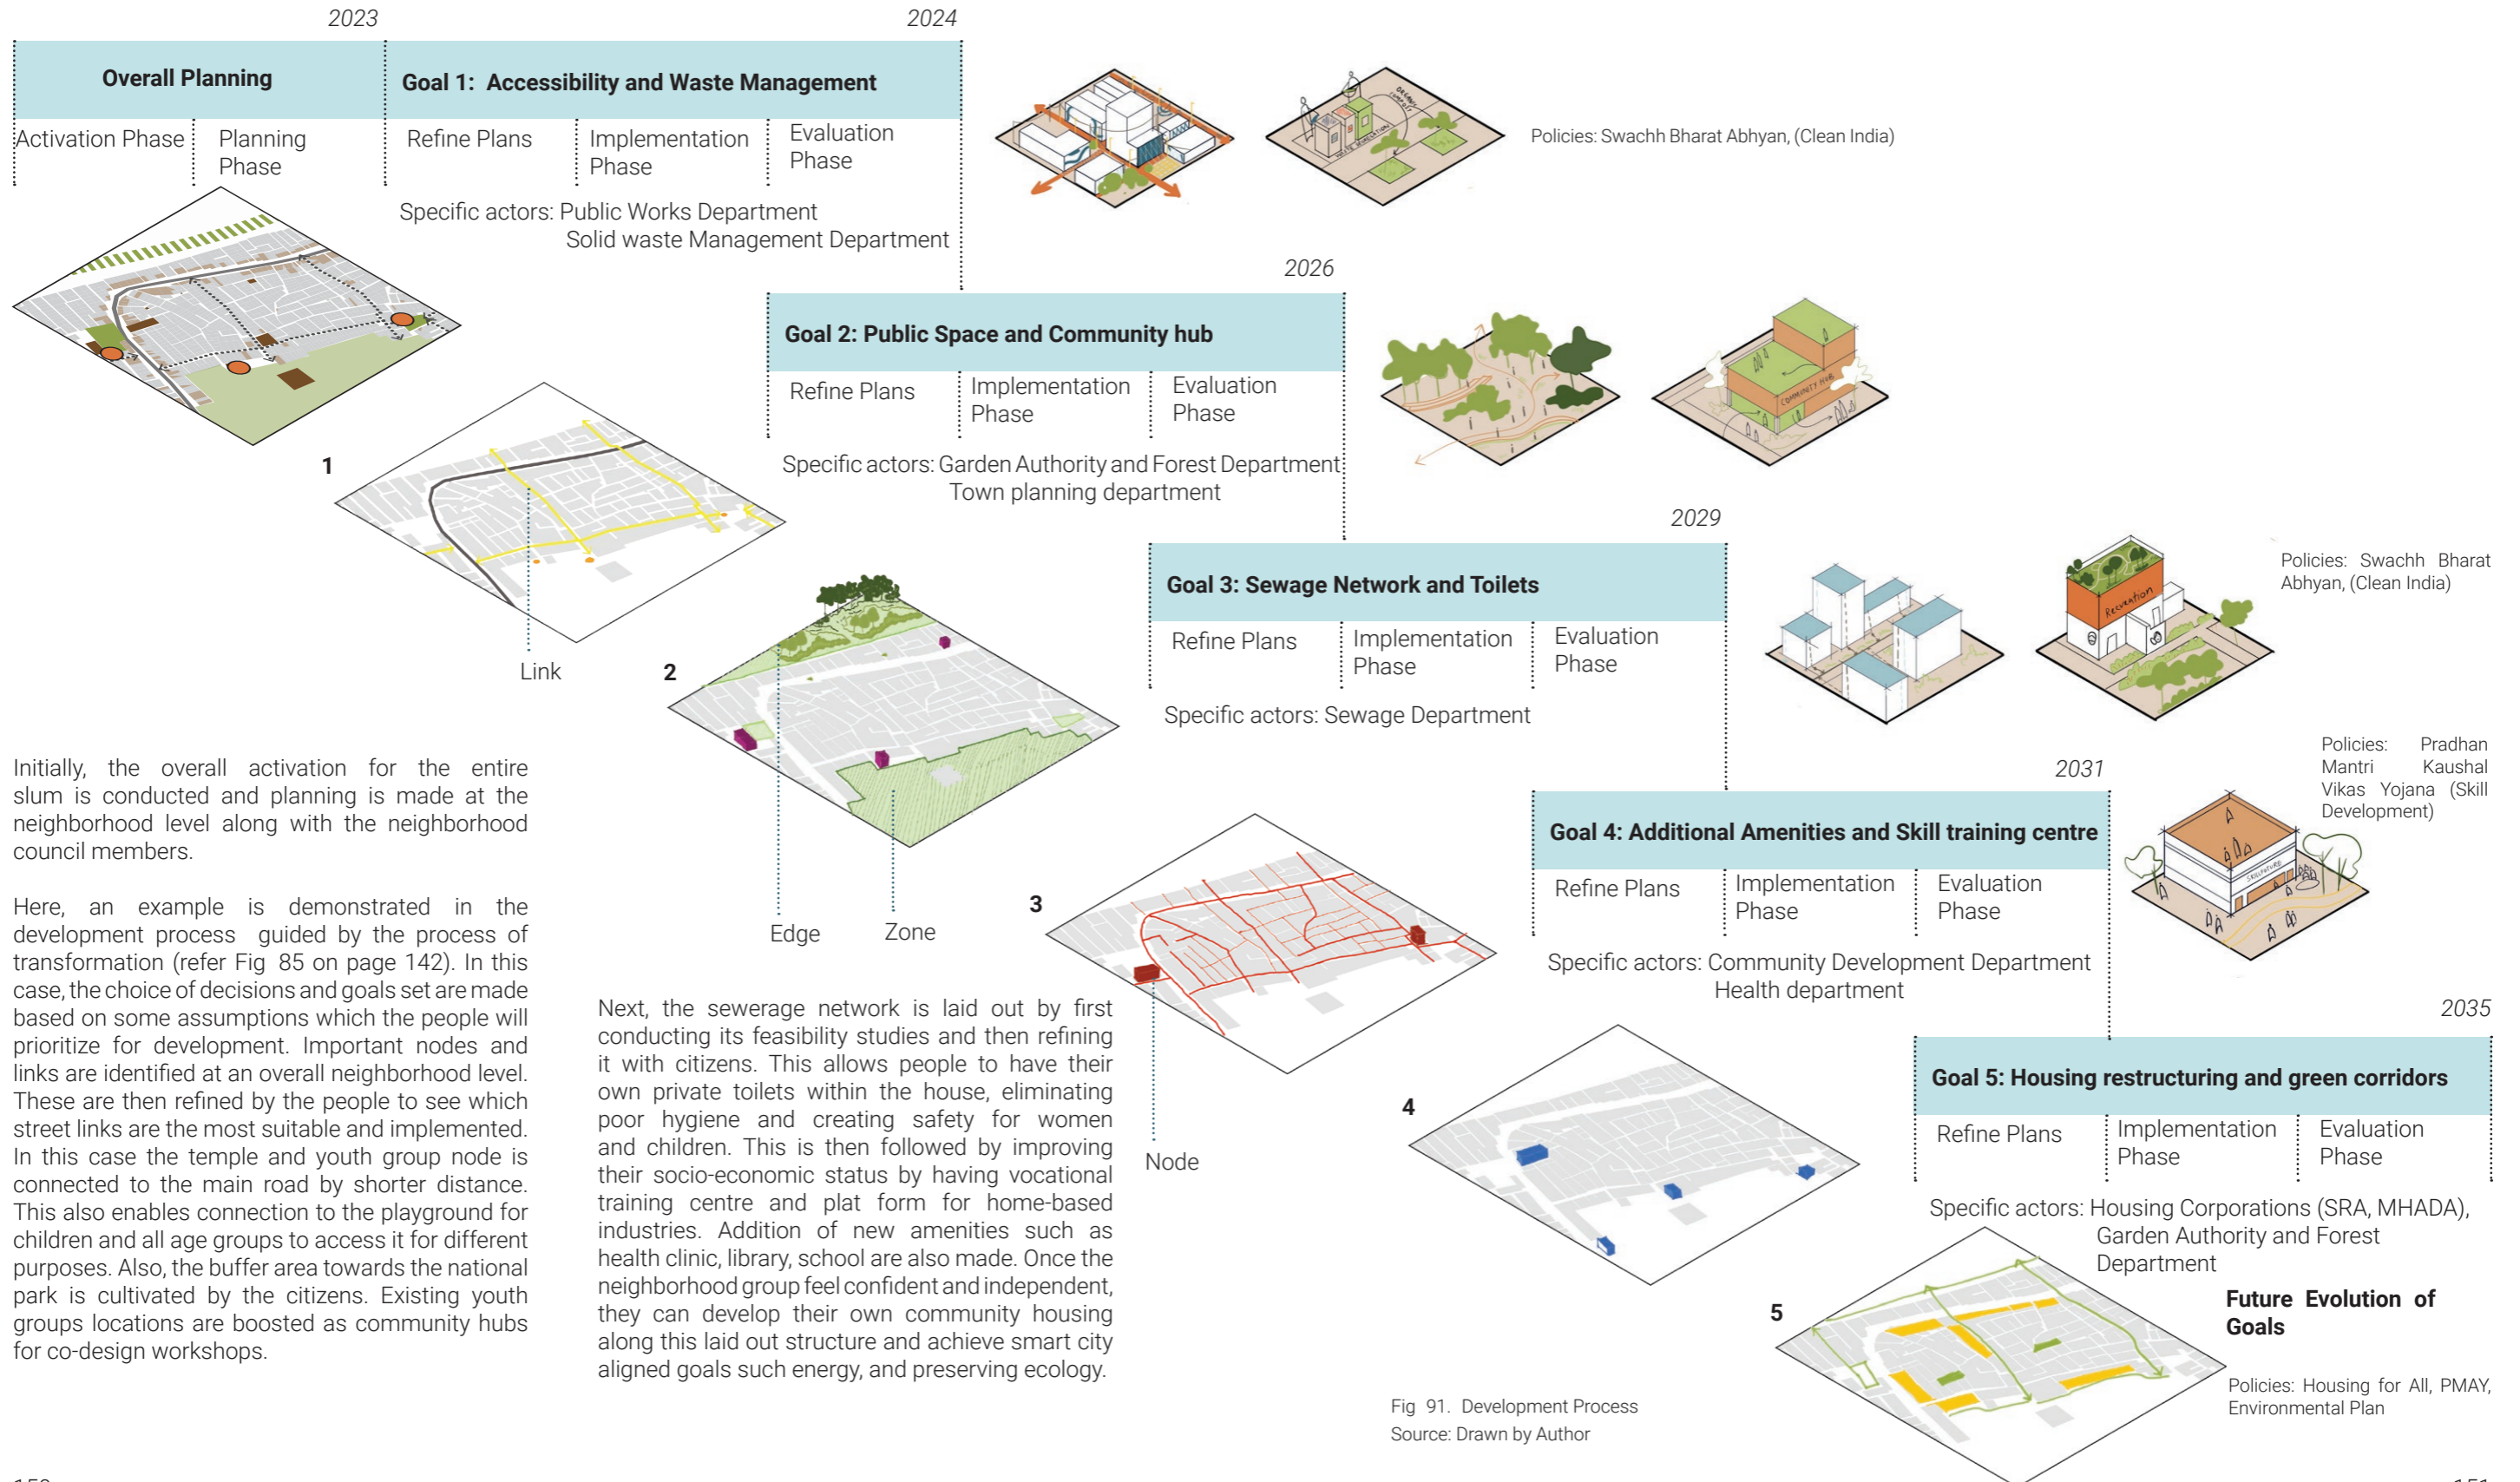 2023
2024
Overall Planning
Goal 1: Accessibility and Waste Management
Activation Phase
Planning
Phase
Refine Plans
Implementation
Phase
Evaluation
Phase
Specific actors: Public Works Department
Solid waste Management Department
ORGANIC
COMPOST
Policies: Swachh Bharat Abhyan, (Clean India)
2026
Goal 2: Public Space and Community hub
Refine Plans
Implementation
Phase
Evaluation
Phase
Specific actors: Garden Authority and Forest Department
Town planning department
COMMUNITY HUB
1
Link
2029
Goal 3: Sewage Network and Toilets
Refine Plans
Implementation
Phase
Evaluation
Phase
Specific actors: Sewage Department
Recreation
Policies: Swachh Bharat
Abhyan, (Clean India)
2
Edge
Zone
2031
Goal 4: Additional Amenities and Skill training centre
Refine Plans
Implementation
Phase
Evaluation
Phase
Specific actors: Community Development Department
Health department
Policies: Pradhan
Mantri Kaushal
Vikas Yojana (Skill
Development)
3
Node
2035
Goal 5: Housing restructuring and green corridors
Refine Plans
Implementation
Phase
Evaluation
Phase
Specific actors: Housing Corporations (SRA, MHADA),
Garden Authority and Forest
Department
4
5
Future Evolution of
Goals
Policies: Housing for All, PMAY,
Environmental Plan
Initially, the overall activation for the entire
slum is conducted and planning is made at the
neighborhood level along with the neighborhood
council members.
Here, an example is demonstrated in the
development process guided by the process of
transformation (refer Fig 85 on page 142). In this
case, the choice of decisions and goals set are made
based on some assumptions which the people will
prioritize for development. Important nodes and
links are identified at an overall neighborhood level.
These are then refined by the people to see which
street links are the most suitable and implemented.
In this case the temple and youth group node is
connected to the main road by shorter distance.
This also enables connection to the playground for
children and all age groups to access it for different
purposes. Also, the buffer area towards the national
park is cultivated by the citizens. Existing youth
groups locations are boosted as community hubs
for co-design workshops.
Next, the sewerage network is laid out by first
conducting its feasibility studies and then refining
it with citizens. This allows people to have their
own private toilets within the house, eliminating
poor hygiene and creating safety for women
and children. This is then followed by improving
their socio-economic status by having vocational
training centre and plat form for home-based
industries. Addition of new amenities such as
health clinic, library, school are also made. Once the
neighborhood group feel confident and independent,
they can develop their own community housing
along this laid out structure and achieve smart city
aligned goals such energy, and preserving ecology.
Fig 91. Development Process
Source: Drawn by Author